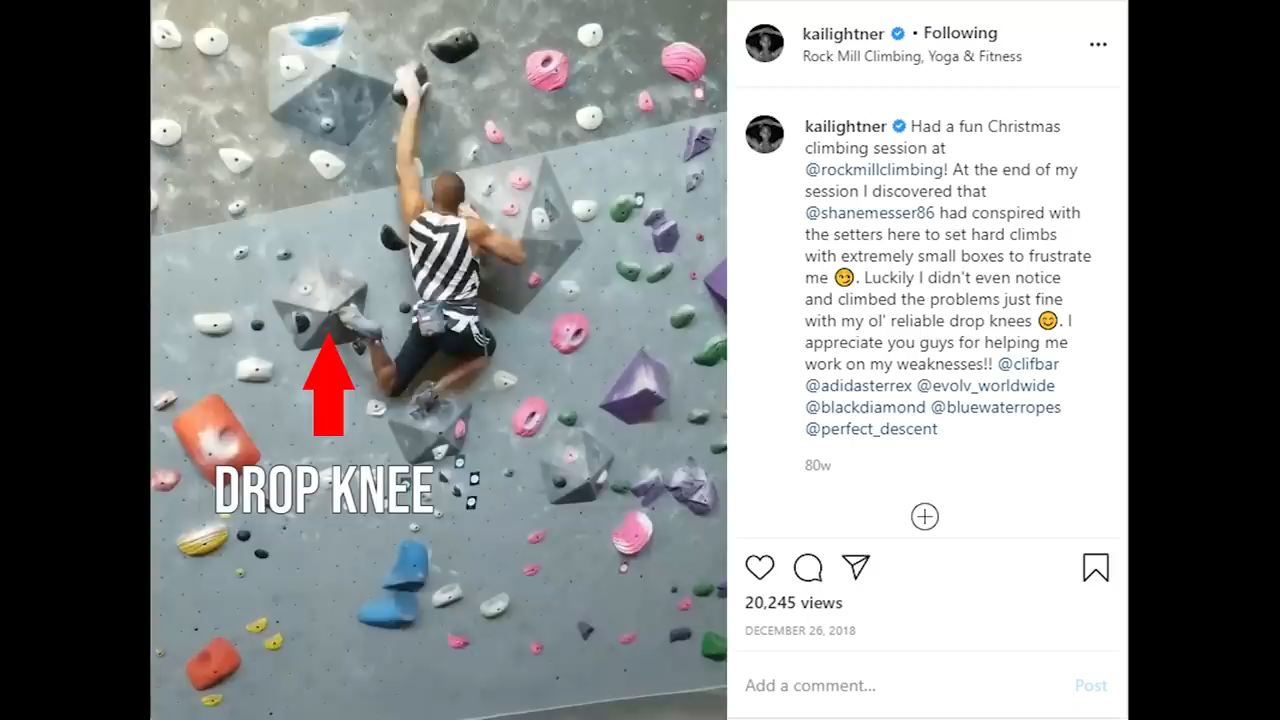 DROP KNEE
kailightner • Following
Rock Mill Climbing, Yoga & Fitness
kailightner Had a fun Christmas
climbing session at
@rockmillclimbing! At the end of my
session I discovered that
@shanemesser86 had conspired with
the setters here to set hard climbs
with extremely small boxes to frustrate
me 😏. Luckily I didn't even notice
and climbed the problems just fine
with my ol' reliable drop knees 😊. I
appreciate you guys for helping me
work on my weaknesses!! @clifbar
@adidasterrex @evolv_worldwide
@blackdiamond @bluewaterropes
@perfect_descent
80w
20,245 views
DECEMBER 26, 2018
Add a comment...
Post